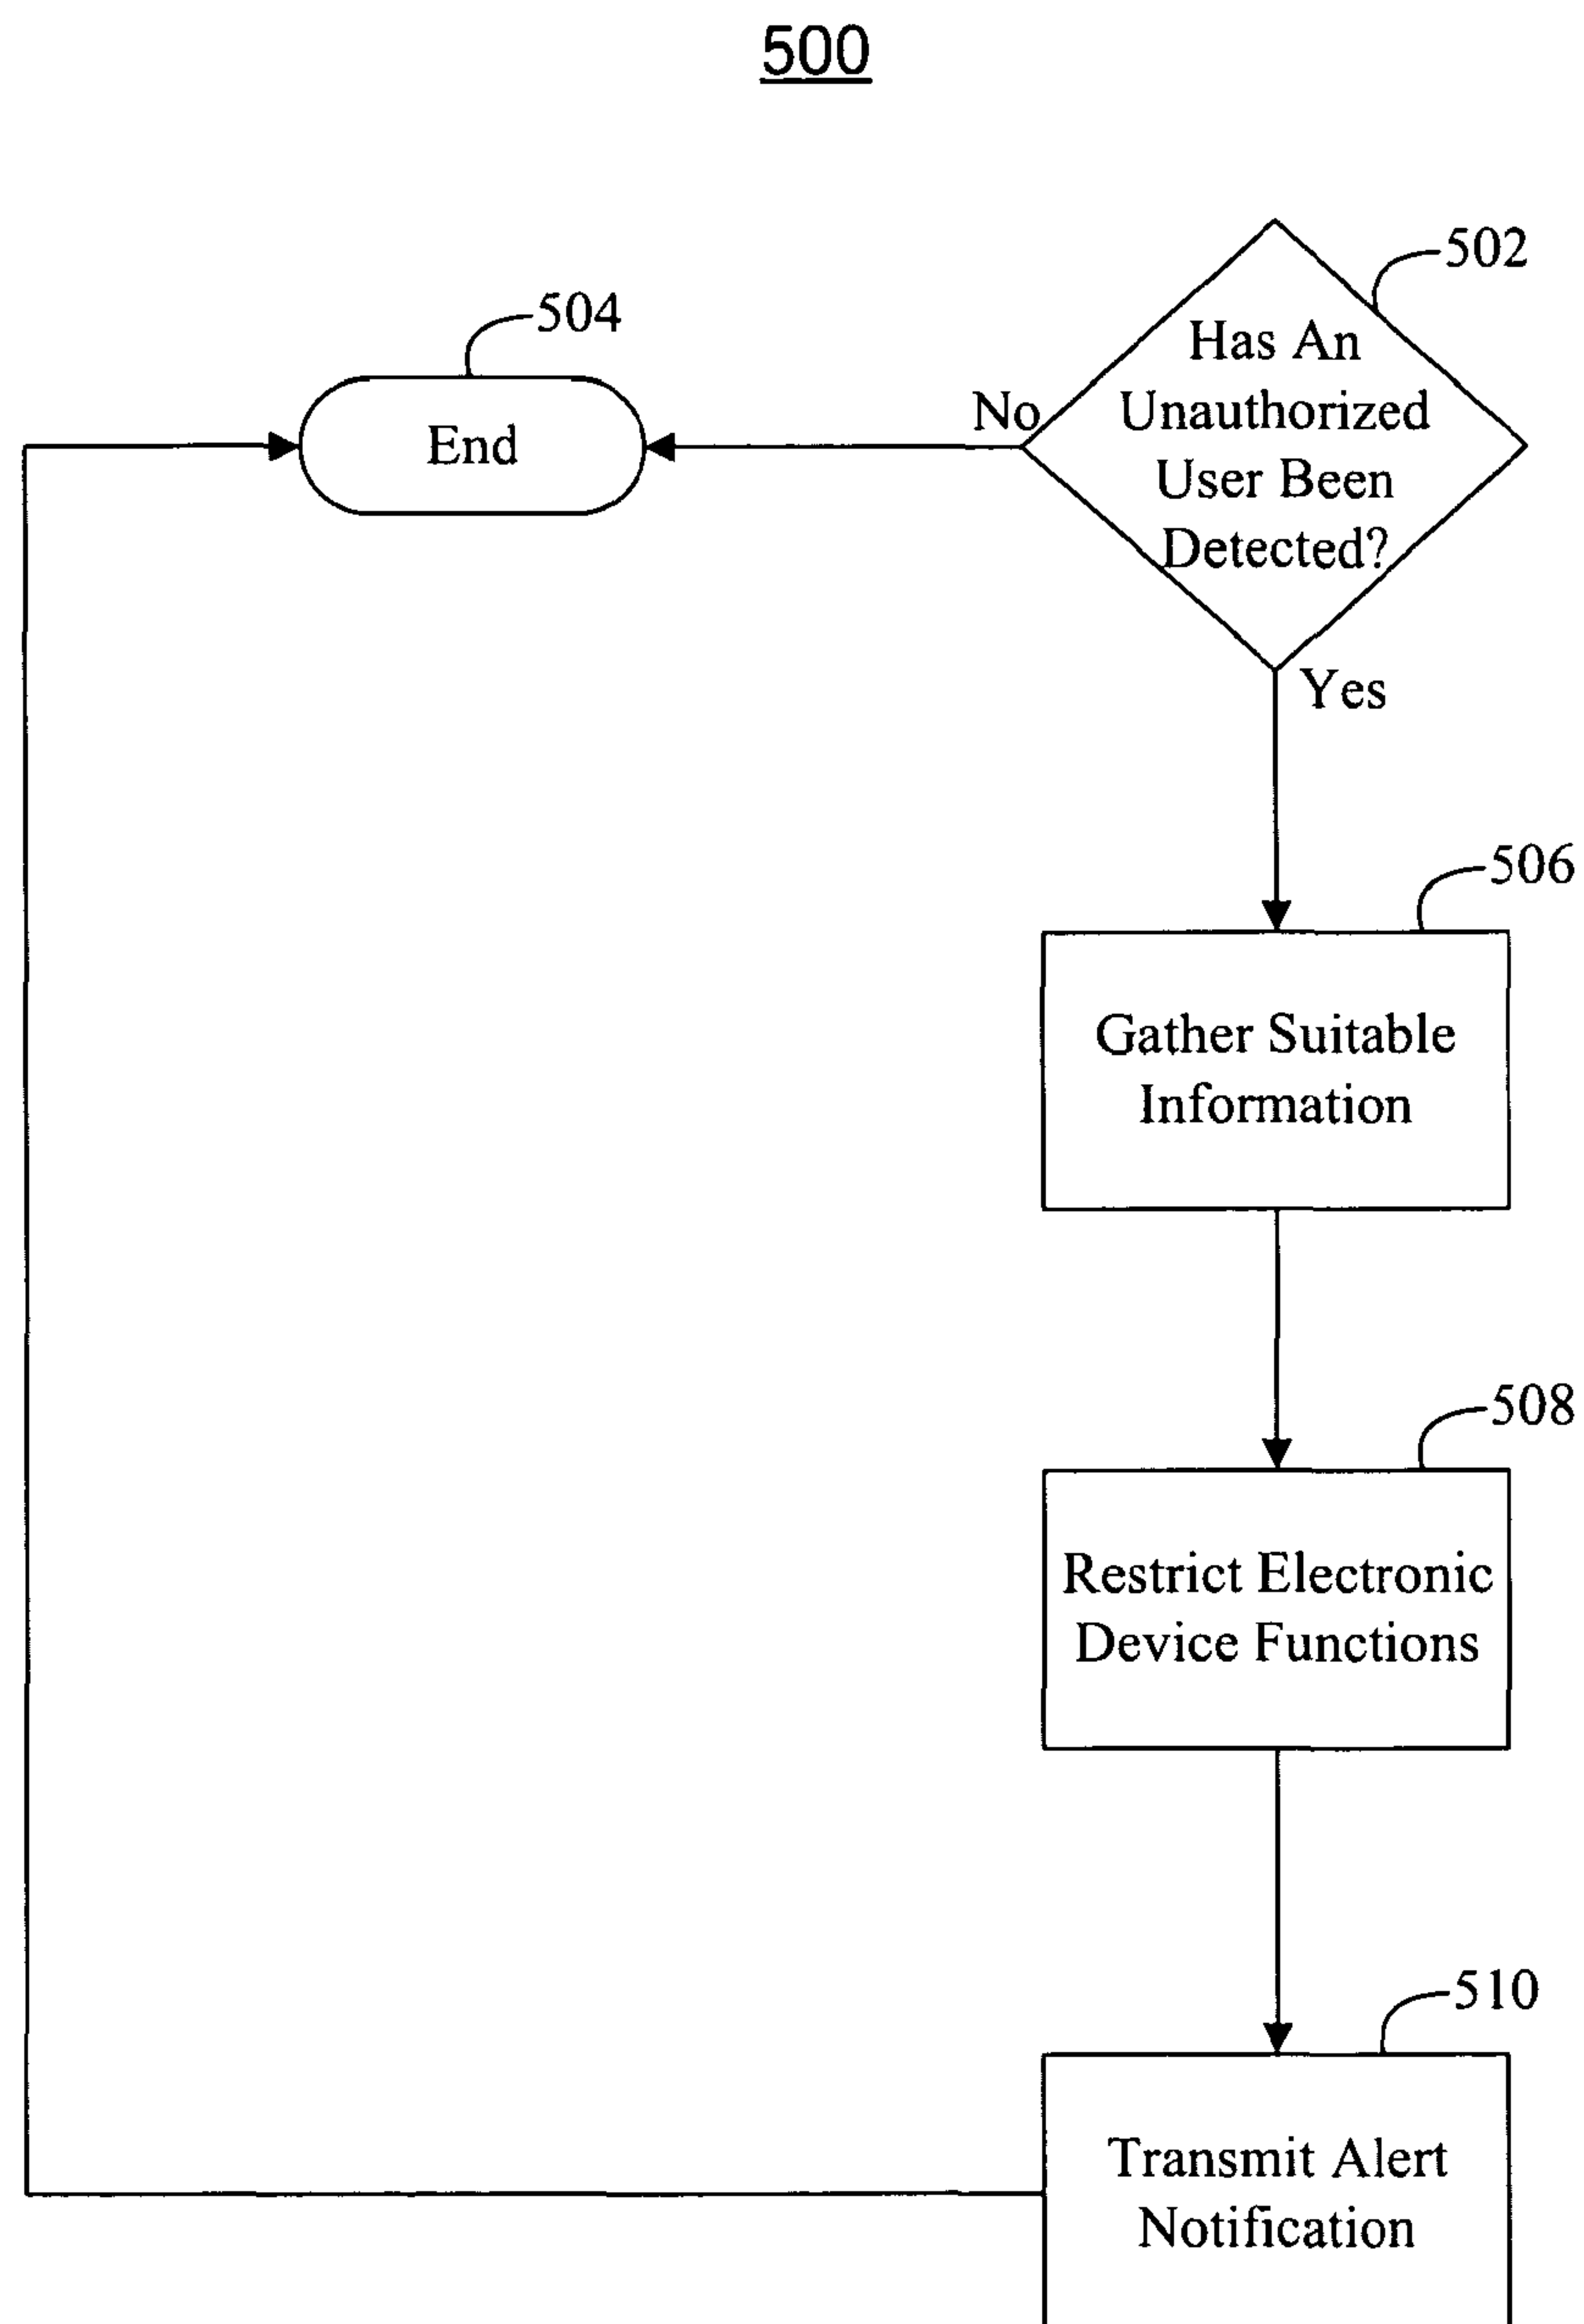 500
502
Has An
Unauthorized
User Been
Detected?
No
504
End
Yes
506
Gather Suitable
Information
508
Restrict Electronic
Device Functions
510
Transmit Alert
Notification